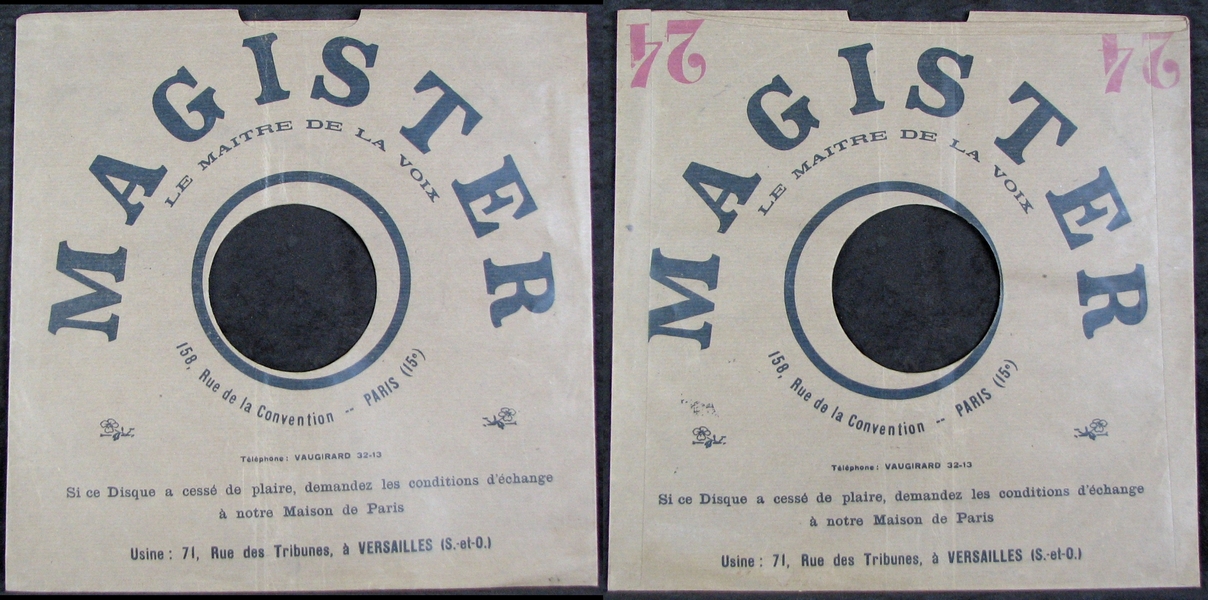 MAGISTER
LE MAITRE DE LA VOIX
158, Rue de la Convention -- PARIS (15e)
Téléphone : VAUGIRARD 32-13
Si ce Disque a cessé de plaire, demandez les conditions d'échange
à notre Maison de Paris
Usine : 71, Rue des Tribunes, à VERSAILLES (S.-et-O.)
24
24
MAGISTER
LE MAITRE DE LA VOIX
158, Rue de la Convention -- PARIS (15e)
Téléphone : VAUGIRARD 32-13
Si ce Disque a cessé de plaire, demandez les conditions d'échange
à notre Maison de Paris
Usine : 71, Rue des Tribunes, à VERSAILLES (S.-et-O.)